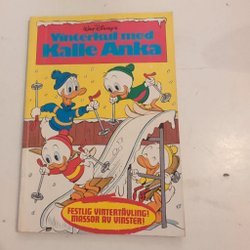 Walt Disney's
Vinterkul med
Kalle Anka
FESTLIG VINTERTÄVLING!
MASSOR AV VINSTER!